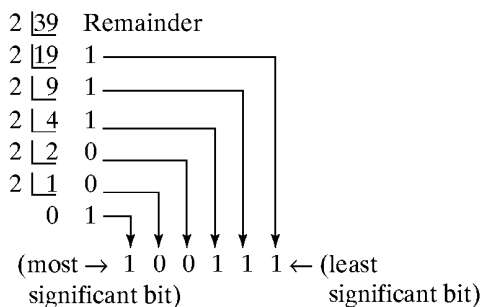 2 39 Remainder
2 19 1
2 9 1
2 4 1
2 2 0
2 1 0
0 1
(most → 1 0 0 1 1 1 ← (least
significant bit) significant bit)